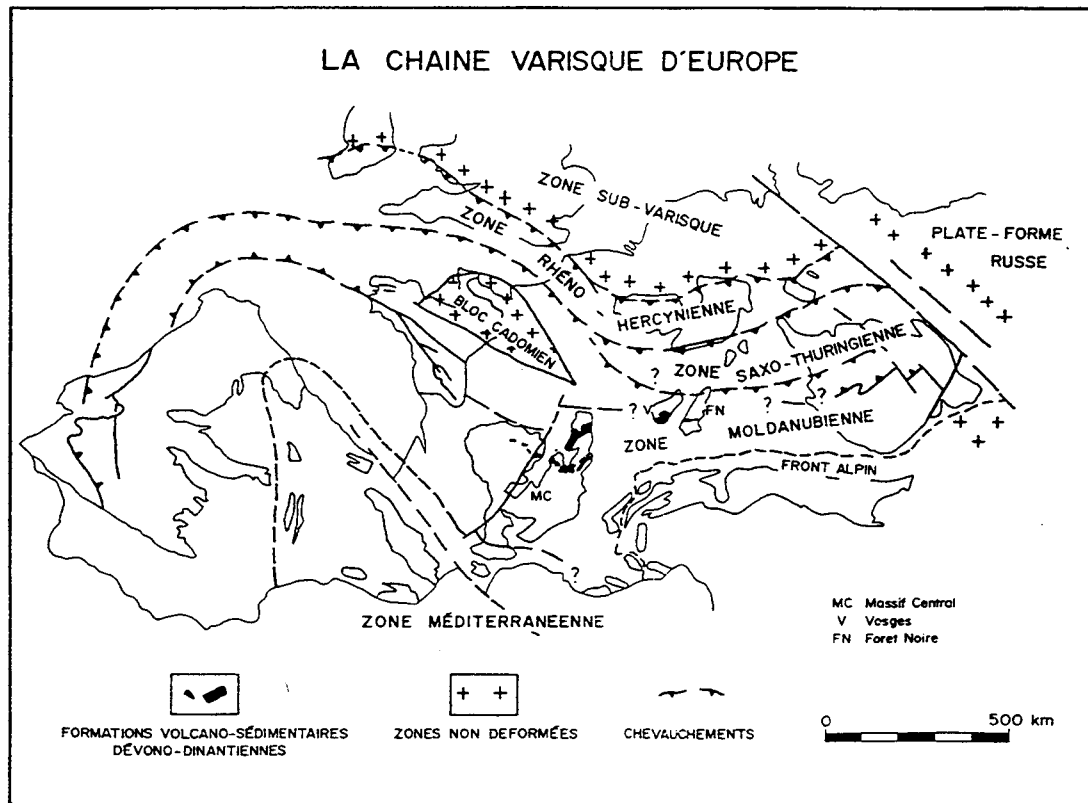 LA CHAINE VARISQUE D'EUROPE
ZONE SUB-VARISQUE
ZONE
RHÉNO
HERCYNIENNE
PLATE-FORME
RUSSE
BLOC CADOMIEN
?
ZONE
SAXO-THURINGIENNE
? V
FN
?
?
ZONE
MOLDANUBIENNE
FRONT ALPIN
MC
?
ZONE MÉDITERRANEENNE
MC Massif Central
V Vosges
FN Foret Noire
+ +
FORMATIONS VOLCANO-SÉDIMENTAIRES
DÉVONO-DINANTIENNES
ZONES NON DEFORMÉES
CHEVAUCHEMENTS
0 500 km